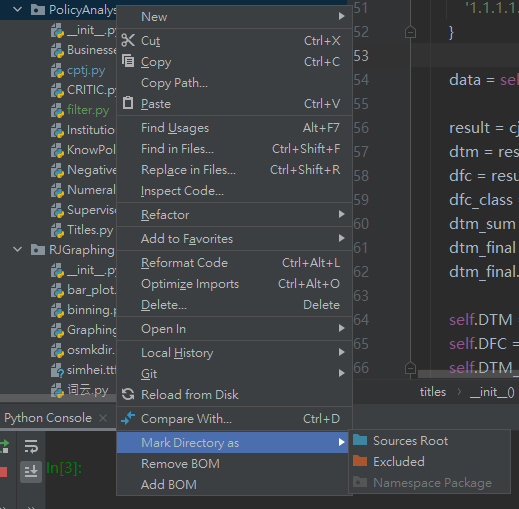 PolicyAnalys
__init__.py
Businesse
cptj.py
CRITIC.py
filter.py
Institution
KnowPol
Negative
Numeral
Superviso
Titles.py
RJGraphing
__init__.py
bar_plot.
binning.p
Graphing
osmkdir.
simhei.ttf
词云.py
New
Cut Ctrl+X
Copy Ctrl+C
Copy Path...
Paste Ctrl+V
Find Usages Alt+F7
Find in Files... Ctrl+Shift+F
Replace in Files... Ctrl+Shift+R
Inspect Code...
Refactor
Add to Favorites
Reformat Code Ctrl+Alt+L
Optimize Imports Ctrl+Alt+O
Delete... Delete
Open In
Local History
Git
Reload from Disk
Compare With... Ctrl+D
Mark Directory as
Remove BOM
Add BOM
Sources Root
Excluded
Namespace Package
51 '1.1.1.1.
52 }
53
54 data = sel
55
56 result = cj
57 dtm = res
58 dfc = resu
59 dfc_class
60 dtm_sum
61 dtm_final
62 dtm_final.
63
64 self.DTM
65 self.DFC =
66 self.DTM_
titles › __init__()
Python Console ×
In[3]: